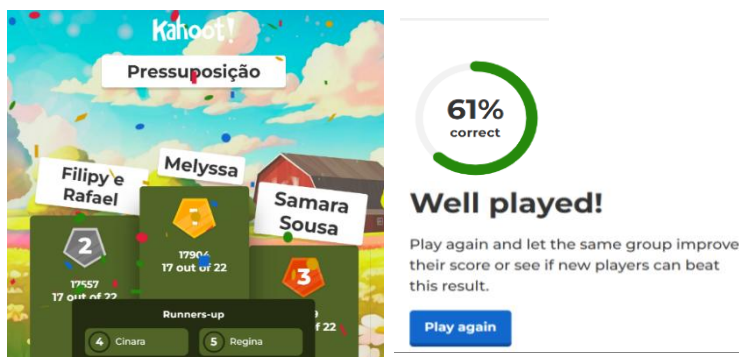 Kahoot!
Pressuposição
Melyssa
Filipy e
Rafael
Samara
Sousa
1
2
3
17904
17 out of 22
17557
17 out of 22
f 22
Runners-up
4 Cinara
5 Regina
61%
correct
Well played!
Play again and let the same group improve
their score or see if new players can beat
this result.
Play again